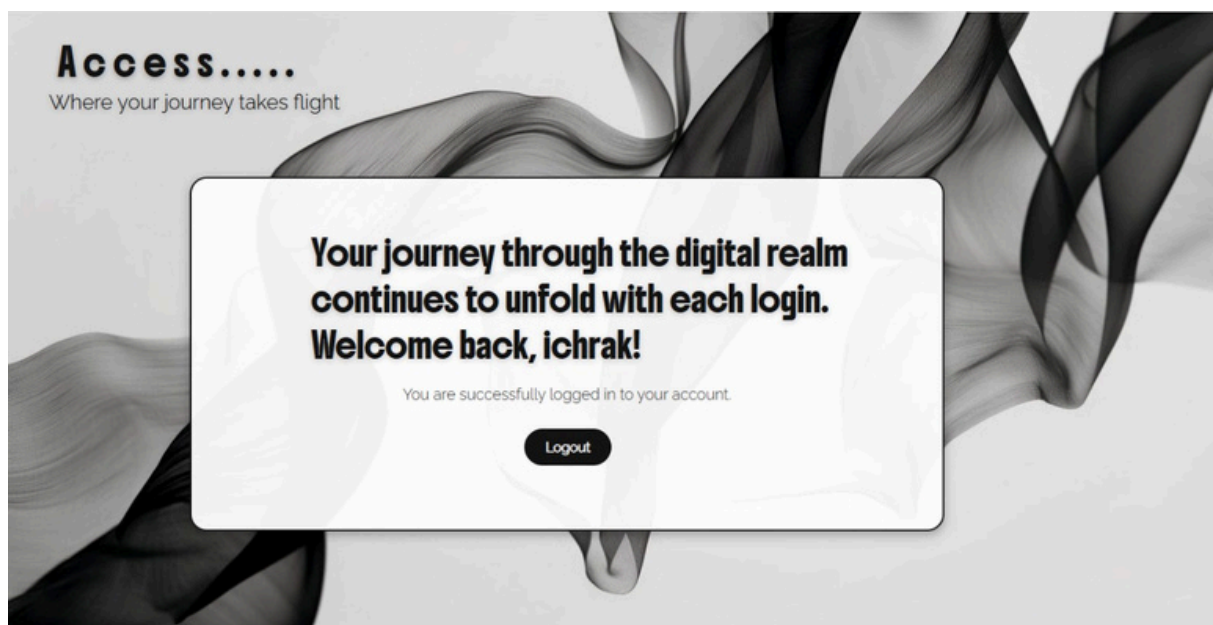 Access.....
Where your journey takes flight
Your journey through the digital realm
continues to unfold with each login.
Welcome back, ichrak!
You are successfully logged in to your account.
Logout